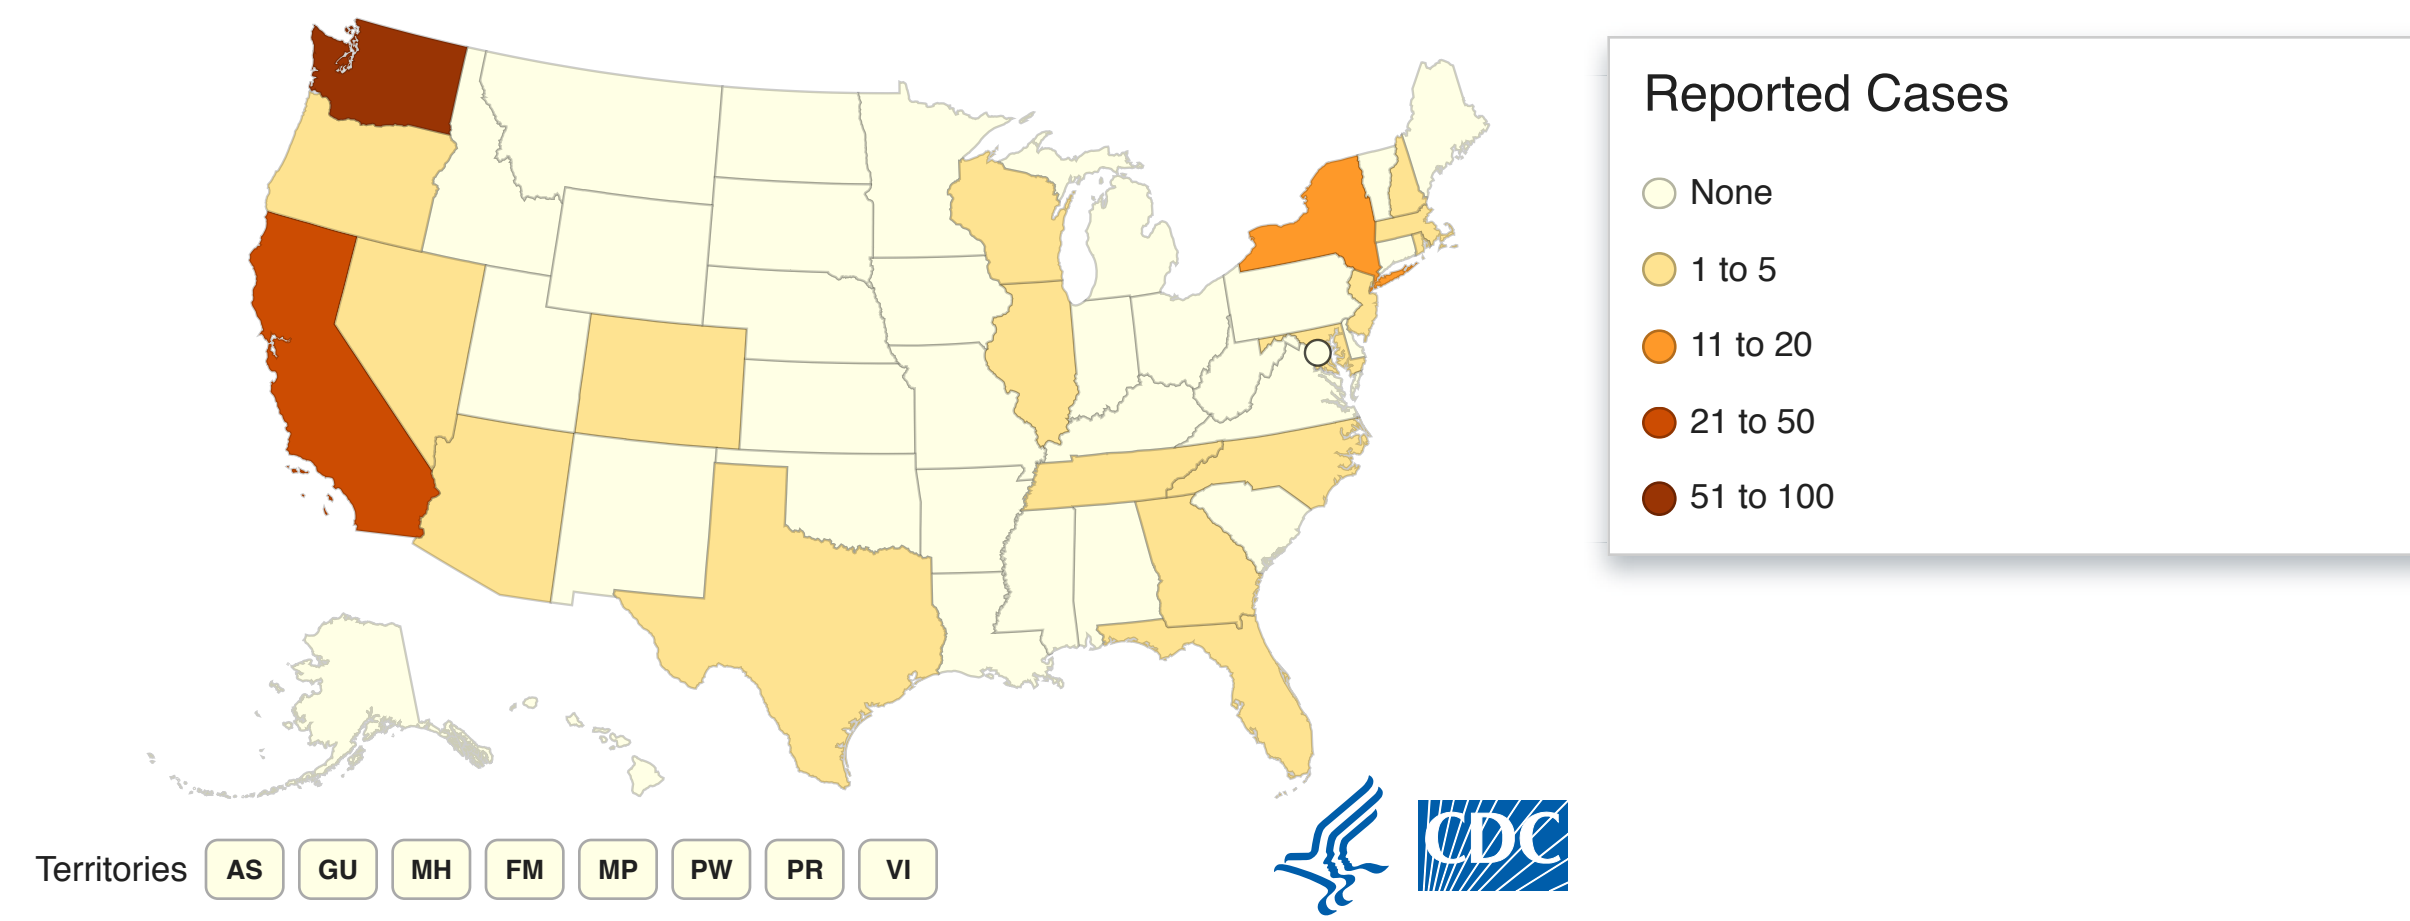 Reported Cases
None
1 to 5
11 to 20
21 to 50
51 to 100
Territories AS GU MH FM MP PW PR VI
CDC